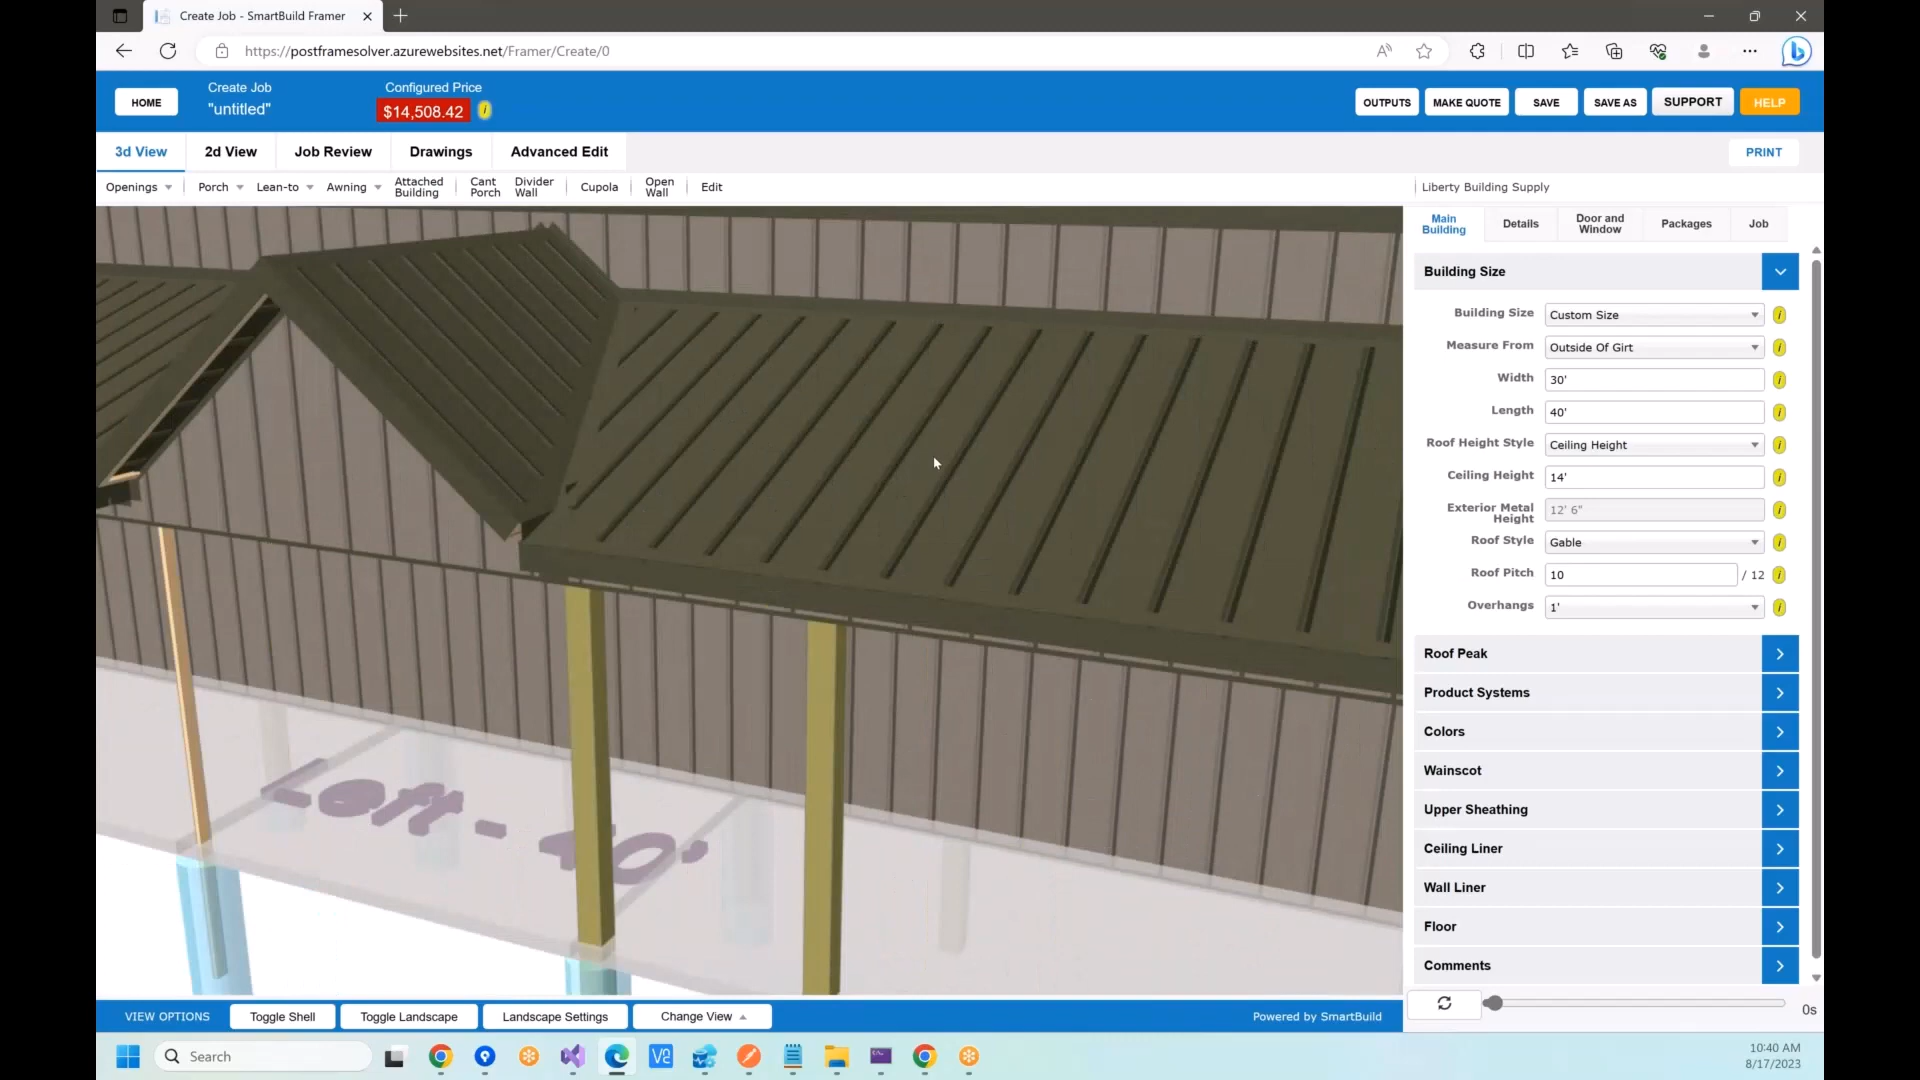 Create Job - SmartBuild Framer
https://postframesolver.azurewebsites.net/Framer/Create/0
HOME
Create Job
"untitled"
Configured Price
$14,508.42
i
OUTPUTS
MAKE QUOTE
SAVE
SAVE AS
SUPPORT
HELP
3d View
2d View
Job Review
Drawings
Advanced Edit
PRINT
Openings
Porch
Lean-to
Awning
Attached
Building
Cant
Porch
Divider
Wall
Cupola
Open
Wall
Edit
Liberty Building Supply
Main
Building
Details
Door and
Window
Packages
Job
Building Size
Building Size Custom Size i
Measure From Outside Of Girt i
Width 30' i
Length 40' i
Roof Height Style Ceiling Height i
Ceiling Height 14' i
Exterior Metal
Height 12' 6" i
Roof Style Gable i
Roof Pitch 10 / 12 i
Overhangs 1' i
Roof Peak
Product Systems
Colors
Wainscot
Upper Sheathing
Ceiling Liner
Wall Liner
Floor
Comments
Left - 40'
0s
VIEW OPTIONS
Toggle Shell
Toggle Landscape
Landscape Settings
Change View
Powered by SmartBuild
Search
10:40 AM
8/17/2023